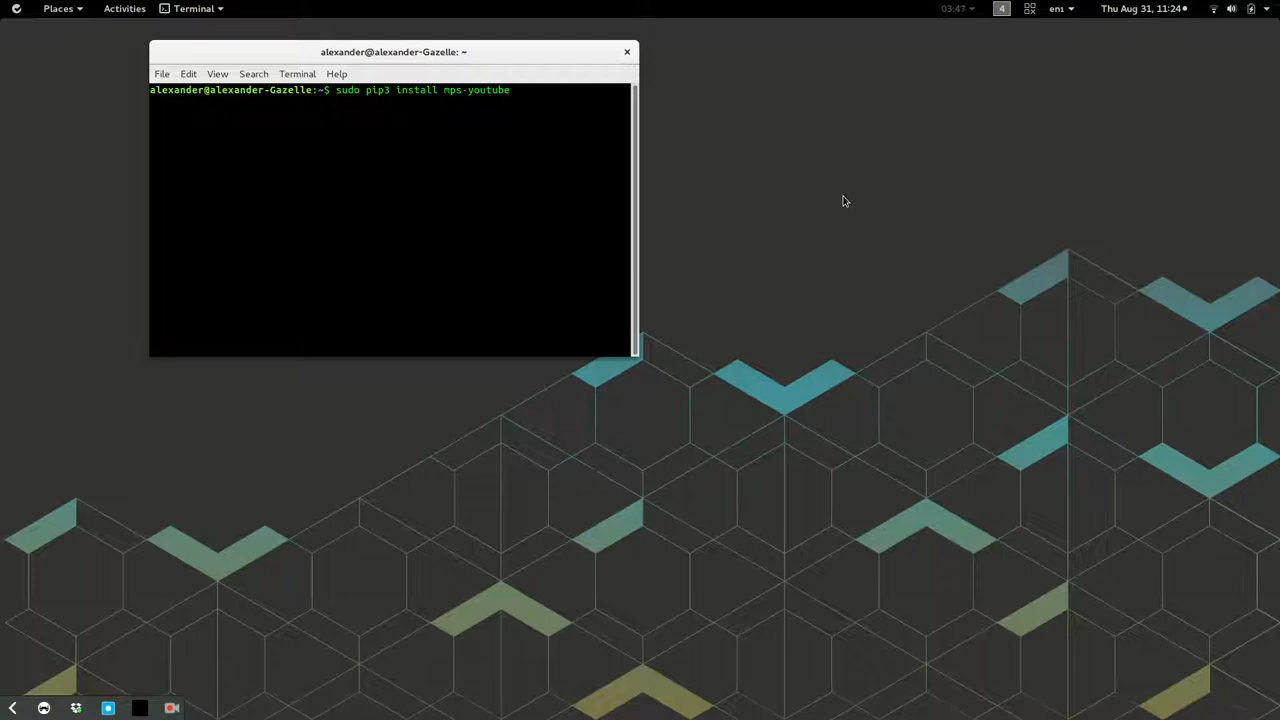 Places Activities Terminal 03:47 4 en1 Thu Aug 31, 11:24
alexander@alexander-Gazelle: ~
File Edit View Search Terminal Help
alexander@alexander-Gazelle:~$ sudo pip3 install mps-youtube